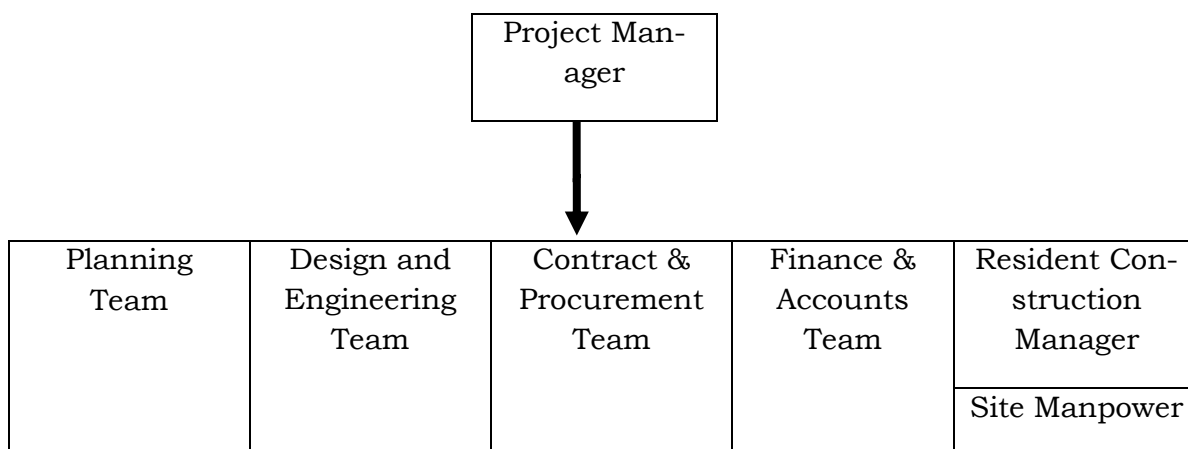 Project Man-
ager
Planning
Team
Design and
Engineering
Team
Contract &
Procurement
Team
Finance &
Accounts
Team
Resident Con-
struction
Manager
Site Manpower